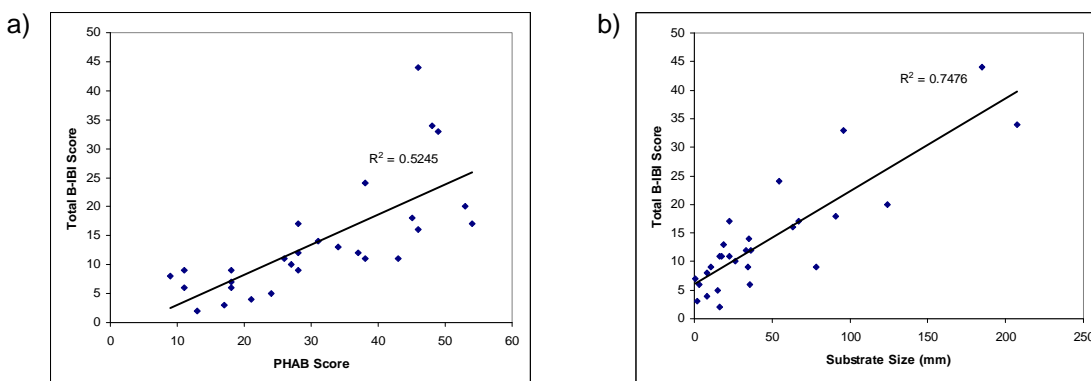 a)
50
45
40
35
30
25
20
15
10
5
0
Total B-IBI Score
R² = 0.5245
0 10 20 30 40 50 60
PHAB Score
b)
50
45
40
35
30
25
20
15
10
5
0
Total B-IBI Score
R² = 0.7476
0 50 100 150 200 250
Substrate Size (mm)